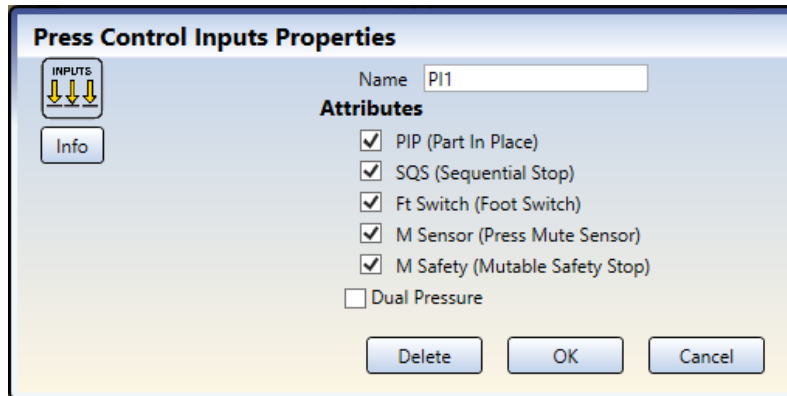 Press Control Inputs Properties
INPUTS
Name PI1
Attributes
Info
PIP (Part In Place)
SQS (Sequential Stop)
Ft Switch (Foot Switch)
M Sensor (Press Mute Sensor)
M Safety (Mutable Safety Stop)
Dual Pressure
Delete OK Cancel